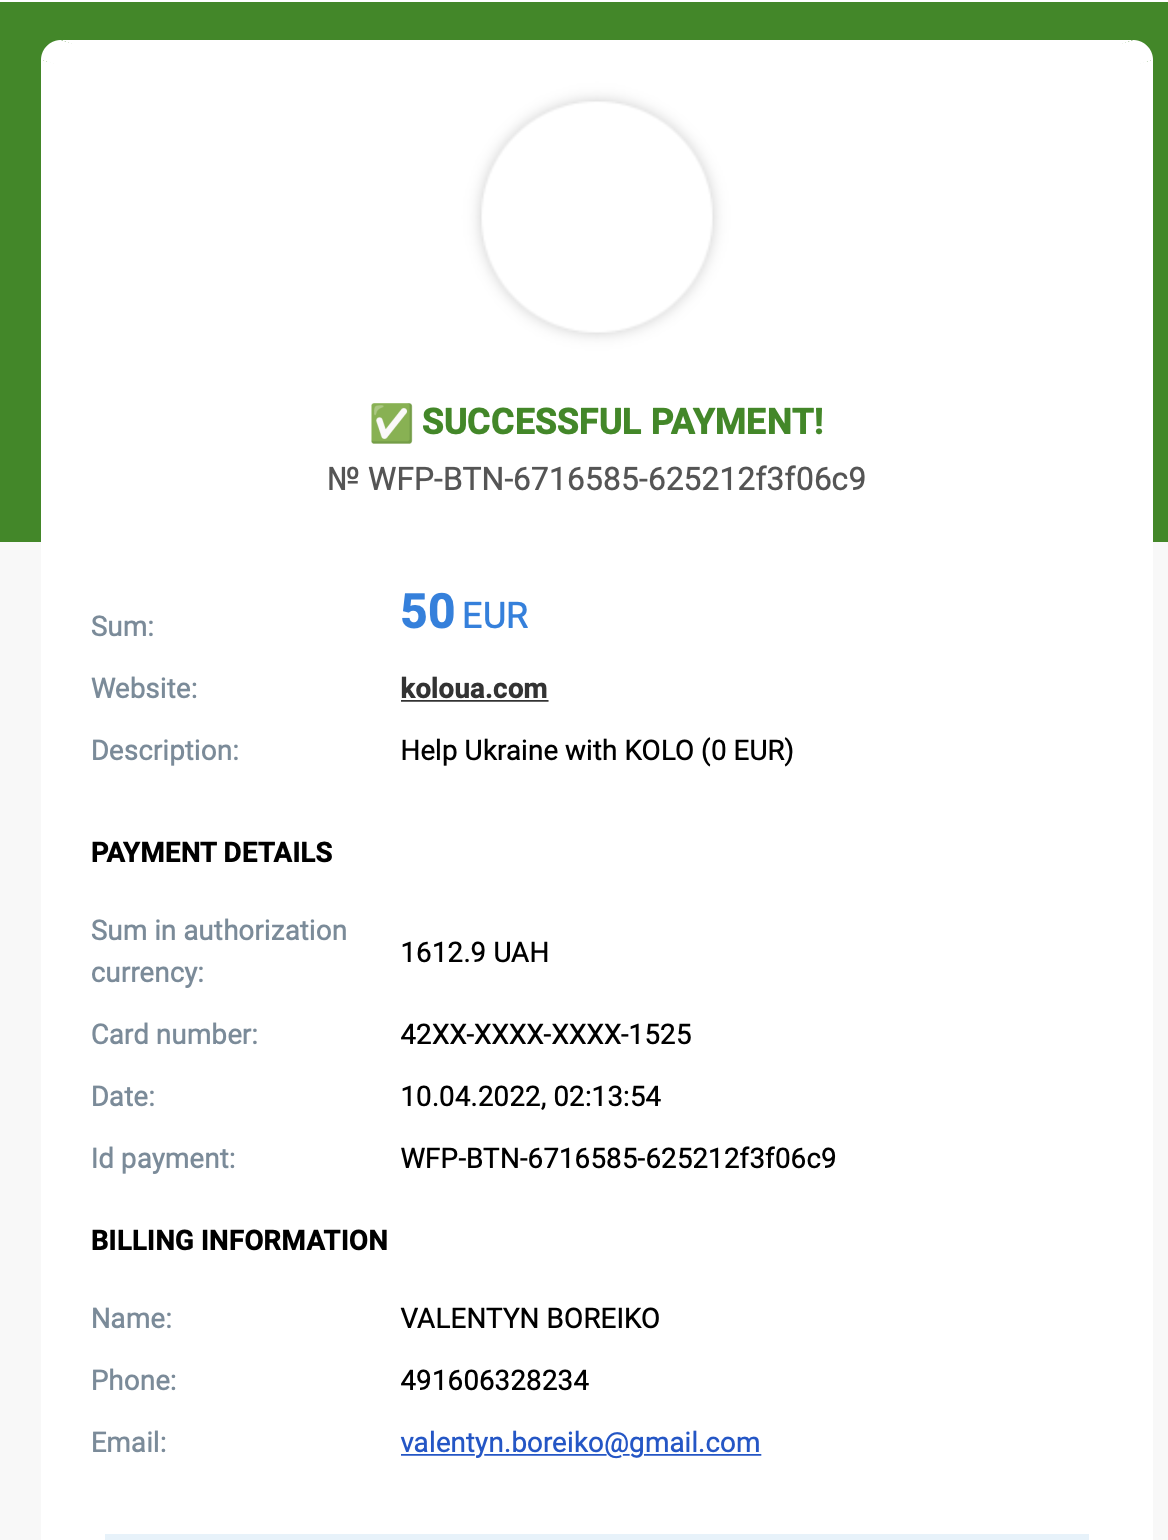 ✅ SUCCESSFUL PAYMENT!
№ WFP-BTN-6716585-625212f3f06c9
Sum: 50 EUR
Website: koloua.com
Description: Help Ukraine with KOLO (0 EUR)
PAYMENT DETAILS
Sum in authorization
currency: 1612.9 UAH
Card number: 42XX-XXXX-XXXX-1525
Date: 10.04.2022, 02:13:54
Id payment: WFP-BTN-6716585-625212f3f06c9
BILLING INFORMATION
Name: VALENTYN BOREIKO
Phone: 491606328234
Email: valentyn.boreiko@gmail.com